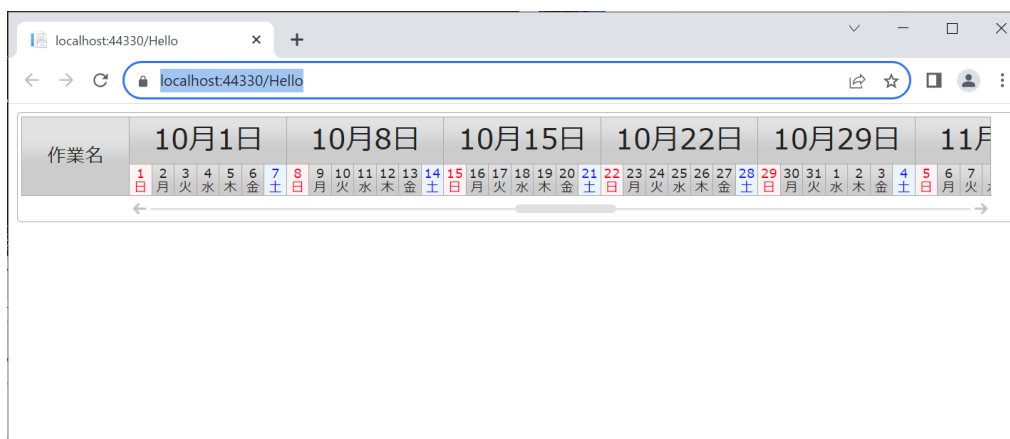 localhost:44330/Hello
localhost:44330/Hello
作業名
10月1日 10月8日 10月15日 10月22日 10月29日 11月
1 2 3 4 5 6 7 8 9 10 11 12 13 14 15 16 17 18 19 20 21 22 23 24 25 26 27 28 29 30 31 1 2 3 4 5 6 7
日 月 火 水 木 金 土 日 月 火 水 木 金 土 日 月 火 水 木 金 土 日 月 火 水 木 金 土 日 月 火 水 木 金 土 日 月 火